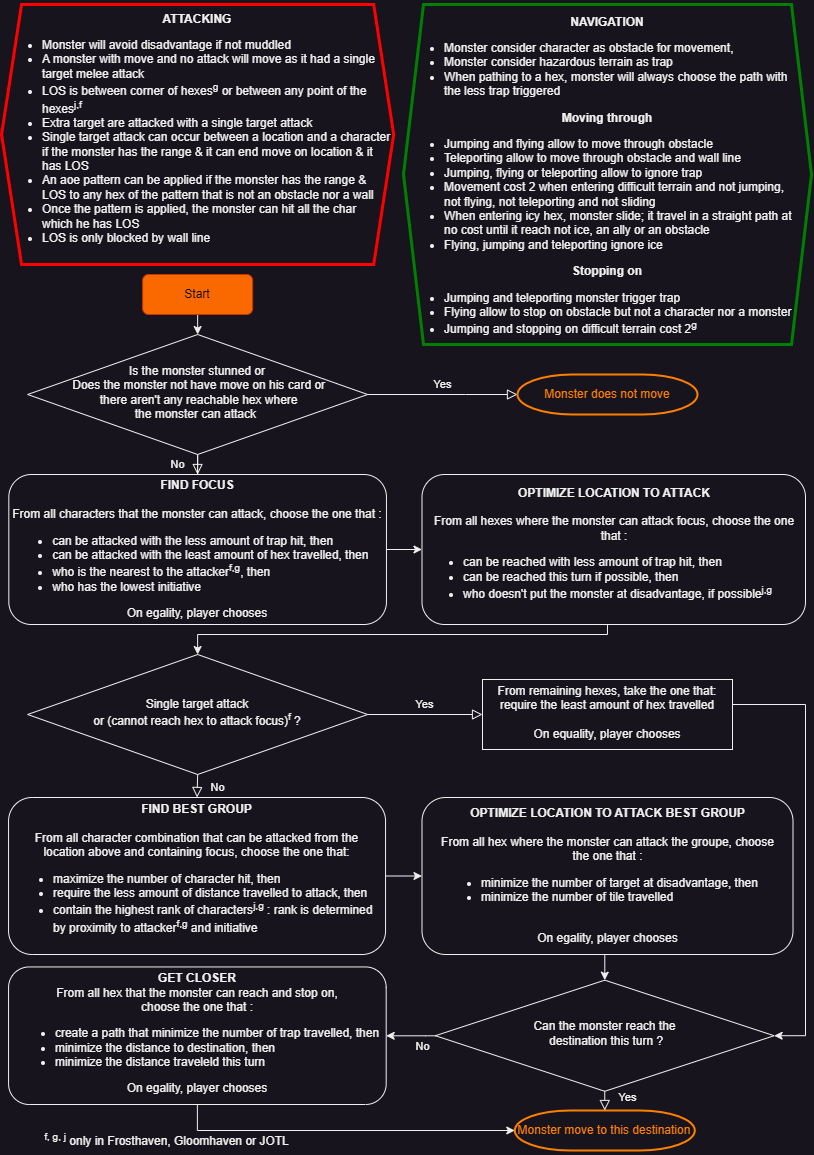 ATTACKING
• Monster will avoid disadvantage if not muddled
• A monster with move and no attack will move as it had a single
target melee attack
• LOS is between corner of hexes^g or between any point of the
hexes^j,f
• Extra target are attacked with a single target attack
• Single target attack can occur between a location and a character
if the monster has the range & it can end move on location & it
has LOS
• An aoe pattern can be applied if the monster has the range &
LOS to any hex of the pattern that is not an obstacle nor a wall
• Once the pattern is applied, the monster can hit all the char
which he has LOS
• LOS is only blocked by wall line
NAVIGATION
• Monster consider character as obstacle for movement,
• Monster consider hazardous terrain as trap
• When pathing to a hex, monster will always choose the path with
the less trap triggered
Moving through
• Jumping and flying allow to move through obstacle
• Teleporting allow to move through obstacle and wall line
• Jumping, flying or teleporting allow to ignore trap
• Movement cost 2 when entering difficult terrain and not jumping,
not flying, not teleporting and not sliding
• When entering icy hex, monster slide; it travel in a straight path at
no cost until it reach not ice, an ally or an obstacle
• Flying, jumping and teleporting ignore ice
Stopping on
• Jumping and teleporting monster trigger trap
• Flying allow to stop on obstacle but not a character nor a monster
• Jumping and stopping on difficult terrain cost 2^g
Start
Is the monster stunned or
Does the monster not have move on his card or
there aren't any reachable hex where
the monster can attack
Yes
Monster does not move
No
FIND FOCUS
From all characters that the monster can attack, choose the one that :
• can be attacked with the less amount of trap hit, then
• can be attacked with the least amount of hex travelled, then
• who is the nearest to the attacker^f,g, then
• who has the lowest initiative
On egality, player chooses
OPTIMIZE LOCATION TO ATTACK
From all hexes where the monster can attack focus, choose the one
that :
• can be reached with less amount of trap hit, then
• can be reached this turn if possible, then
• who doesn't put the monster at disadvantage, if possible^j,g
Single target attack
or (cannot reach hex to attack focus)^f ?
Yes
From remaining hexes, take the one that:
require the least amount of hex travelled
On equality, player chooses
No
FIND BEST GROUP
From all character combination that can be attacked from the
location above and containing focus, choose the one that:
• maximize the number of character hit, then
• require the less amount of distance travelled to attack, then
• contain the highest rank of characters^j,g : rank is determined
by proximity to attacker^f,g and initiative
OPTIMIZE LOCATION TO ATTACK BEST GROUP
From all hex where the monster can attack the groupe, choose
the one that :
• minimize the number of target at disadvantage, then
• minimize the number of tile travelled
On egality, player chooses
GET CLOSER
From all hex that the monster can reach and stop on,
choose the one that :
• create a path that minimize the number of trap travelled, then
• minimize the distance to destination, then
• minimize the distance traveleld this turn
On egality, player chooses
No
Can the monster reach the
destination this turn ?
Yes
Monster move to this destination
f, g, j only in Frosthaven, Gloomhaven or JOTL